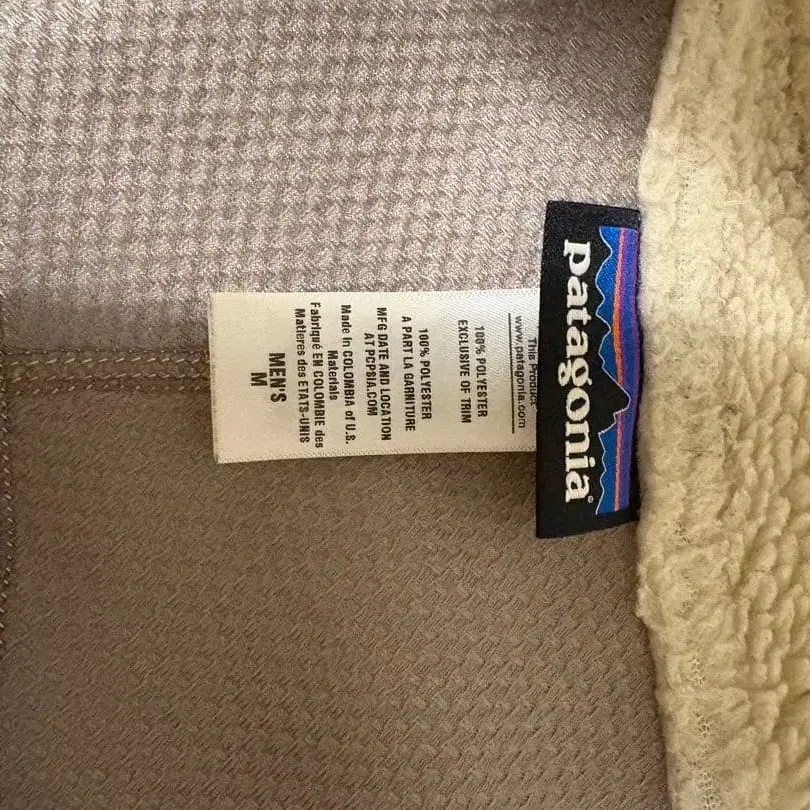 patagonia®
This Product
www.patagonia.com
100% POLYESTER
EXCLUSIVE OF TRIM
100% POLYESTER
A PART LA GARNITURE
MFG DATE AND LOCATION
AT PCPSIA.COM
Made in COLOMBIA of U.S.
Materials
Fabriqué EN COLOMBIE des
Matieres des ETATS-UNIS
MEN'S
M